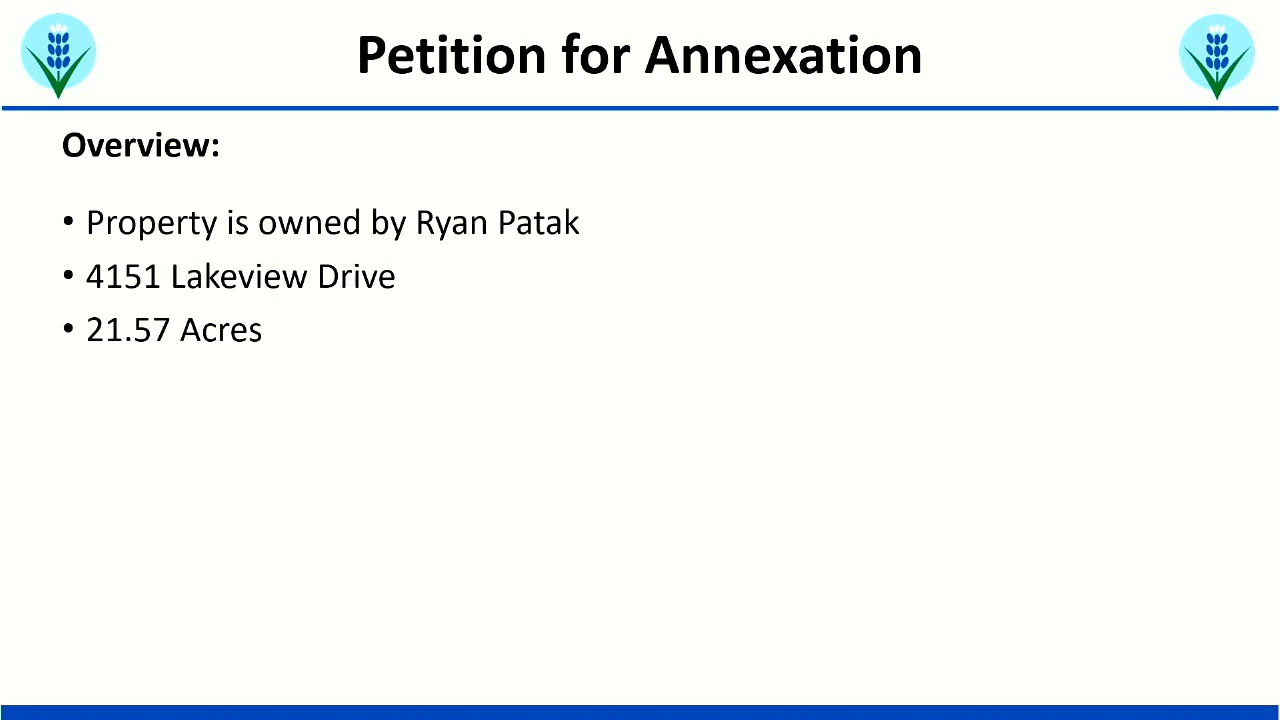 Petition for Annexation
Overview:
• Property is owned by Ryan Patak
• 4151 Lakeview Drive
• 21.57 Acres